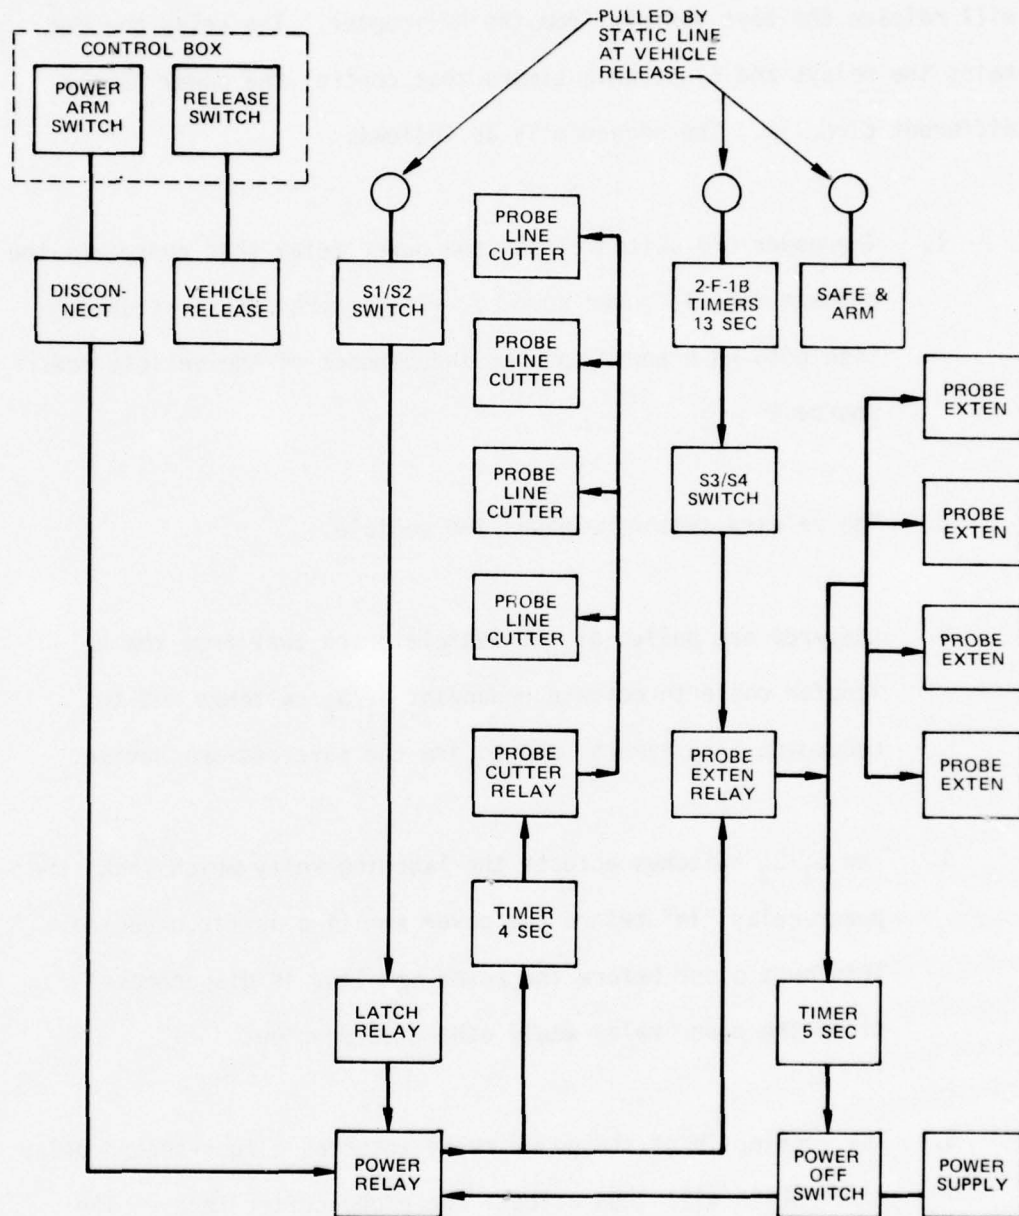 PULLED BY
STATIC LINE
AT VEHICLE
RELEASE
CONTROL BOX
POWER
ARM
SWITCH
RELEASE
SWITCH
DISCON-
NECT
VEHICLE
RELEASE
S1/S2
SWITCH
PROBE
LINE
CUTTER
2-F-1B
TIMERS
13 SEC
SAFE &
ARM
PROBE
LINE
CUTTER
PROBE
EXTEN
PROBE
LINE
CUTTER
S3/S4
SWITCH
PROBE
EXTEN
PROBE
LINE
CUTTER
PROBE
EXTEN
PROBE
CUTTER
RELAY
PROBE
EXTEN
RELAY
PROBE
EXTEN
TIMER
4 SEC
LATCH
RELAY
TIMER
5 SEC
POWER
RELAY
POWER
OFF
SWITCH
POWER
SUPPLY